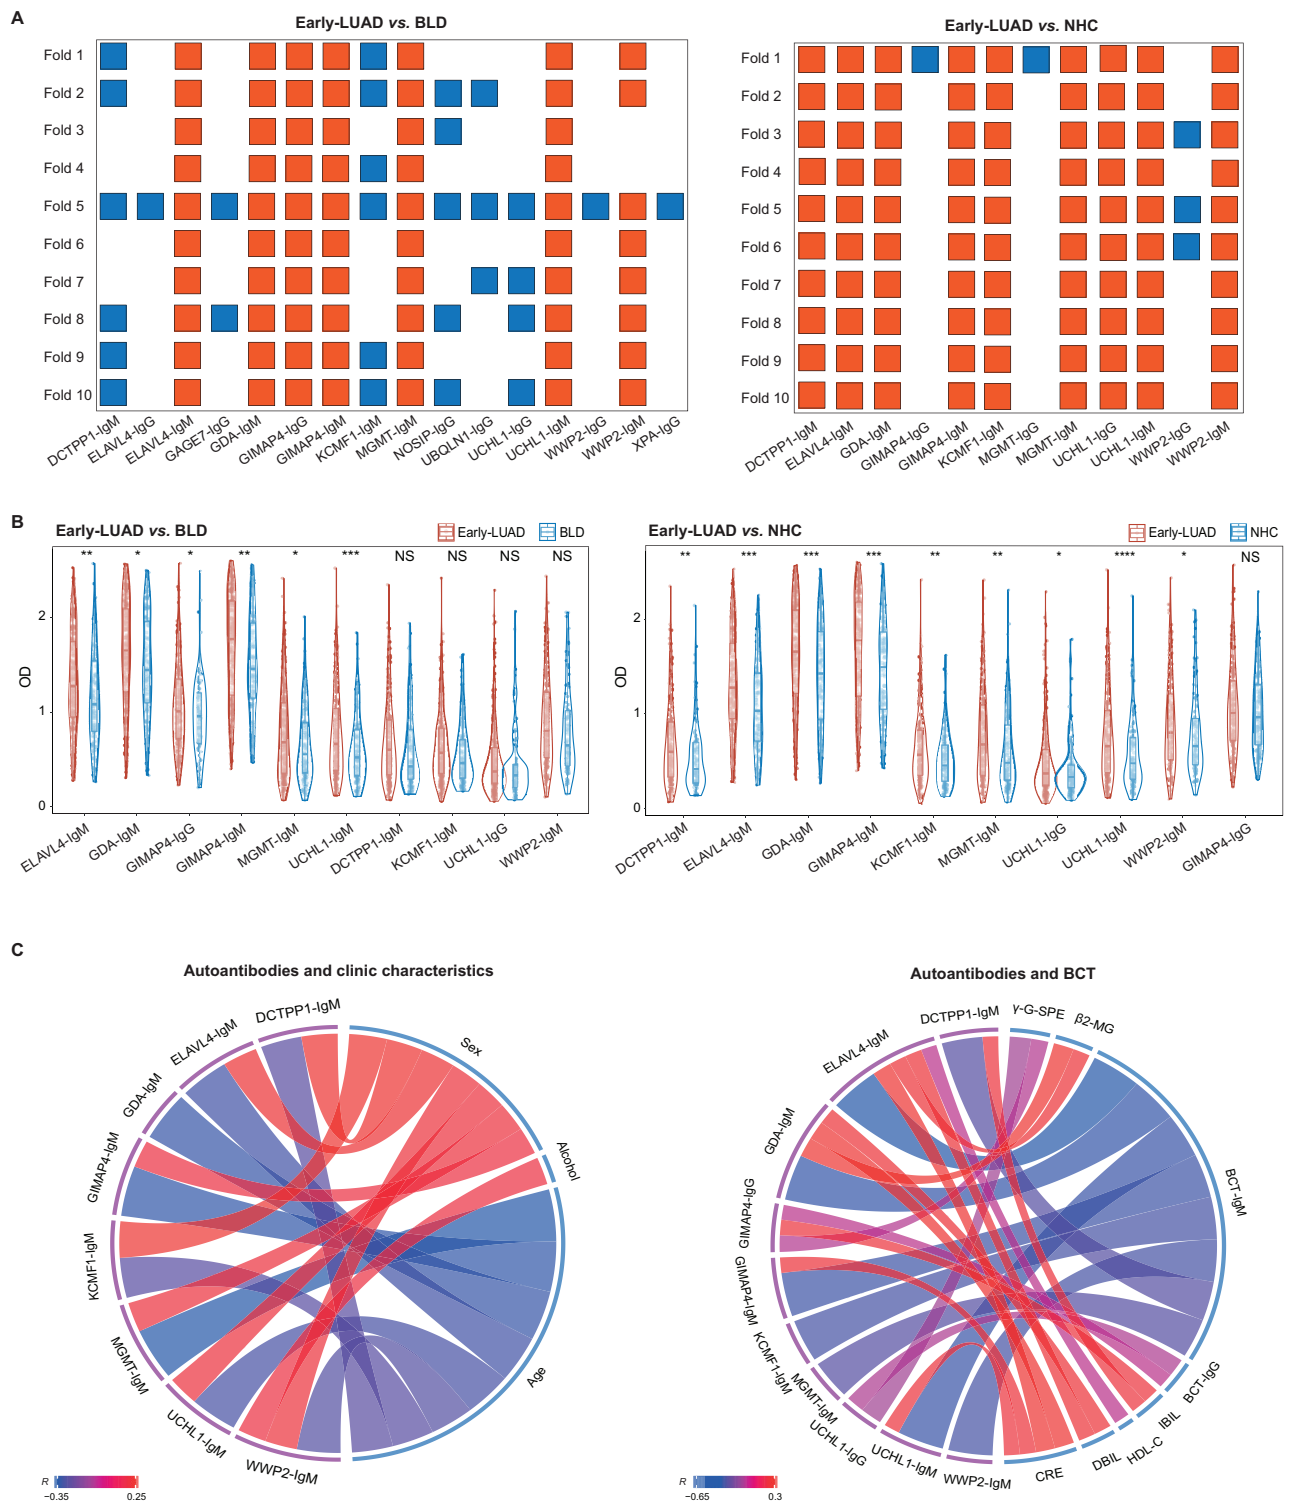 A
Early-LUAD vs. BLD
Early-LUAD vs. NHC
Fold 1
Fold 2
Fold 3
Fold 4
Fold 5
Fold 6
Fold 7
Fold 8
Fold 9
Fold 10
DCTPP1-IgM
ELAVL4-IgG
ELAVL4-IgM
GAGE7-IgG
GDA-IgM
GIMAP4-IgG
GIMAP4-IgM
KCMF1-IgM
MGMT-IgM
NOSIP-IgG
UBQLN1-IgG
UCHL1-IgG
UCHL1-IgM
WWP2-IgG
WWP2-IgM
XPA-IgG
Fold 1
Fold 2
Fold 3
Fold 4
Fold 5
Fold 6
Fold 7
Fold 8
Fold 9
Fold 10
DCTPP1-IgM
ELAVL4-IgM
GDA-IgM
GIMAP4-IgG
GIMAP4-IgM
KCMF1-IgM
MGMT-IgG
MGMT-IgM
UCHL1-IgG
UCHL1-IgM
WWP2-IgG
WWP2-IgM
B
Early-LUAD vs. BLD
Early-LUAD BLD
** * * ** * *** NS NS NS NS
OD
2
1
0
ELAVL4-IgM
GDA-IgM
GIMAP4-IgG
GIMAP4-IgM
MGMT-IgM
UCHL1-IgM
DCTPP1-IgM
KCMF1-IgM
UCHL1-IgG
WWP2-IgM
Early-LUAD vs. NHC
Early-LUAD NHC
** *** *** *** ** ** * **** * NS
OD
2
1
0
DCTPP1-IgM
ELAVL4-IgM
GDA-IgM
GIMAP4-IgM
KCMF1-IgM
MGMT-IgM
UCHL1-IgG
UCHL1-IgM
WWP2-IgM
GIMAP4-IgG
C
Autoantibodies and clinic characteristics
DCTPP1-IgM
ELAVL4-IgM
GDA-IgM
GIMAP4-IgM
KCMF1-IgM
MGMT-IgM
UCHL1-IgM
WWP2-IgM
Sex
Alcohol
Age
R
−0.35 0.25
Autoantibodies and BCT
DCTPP1-IgM
ELAVL4-IgM
GDA-IgM
GIMAP4-IgG
GIMAP4-IgM
KCMF1-IgM
MGMT-IgM
UCHL1-IgG
UCHL1-IgM
WWP2-IgM
γ-G-SPE
β2-MG
BCT-IgM
BCT-IgG
IBIL
HDL-C
DBIL
CRE
R
−0.65 0.3